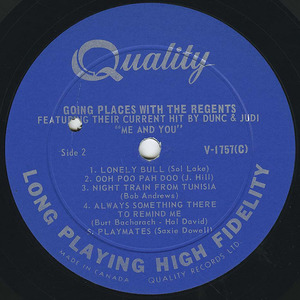 Quality
GOING PLACES WITH THE REGENTS
FEATURING THEIR CURRENT HIT BY DUNC & JUDI
"ME AND YOU"
Side 2
V-1757(C)
1. LONELY BULL (Sol Lake)
2. OOH POO PAH DOO (J. Hill)
3. NIGHT TRAIN FROM TUNISIA
(Bob Andrews)
4. ALWAYS SOMETHING THERE
TO REMIND ME
(Burt Bacharach - Hal David)
5. PLAYMATES (Saxie Dowell)
LONG PLAYING HIGH FIDELITY
MADE IN CANADA QUALITY RECORDS LTD.